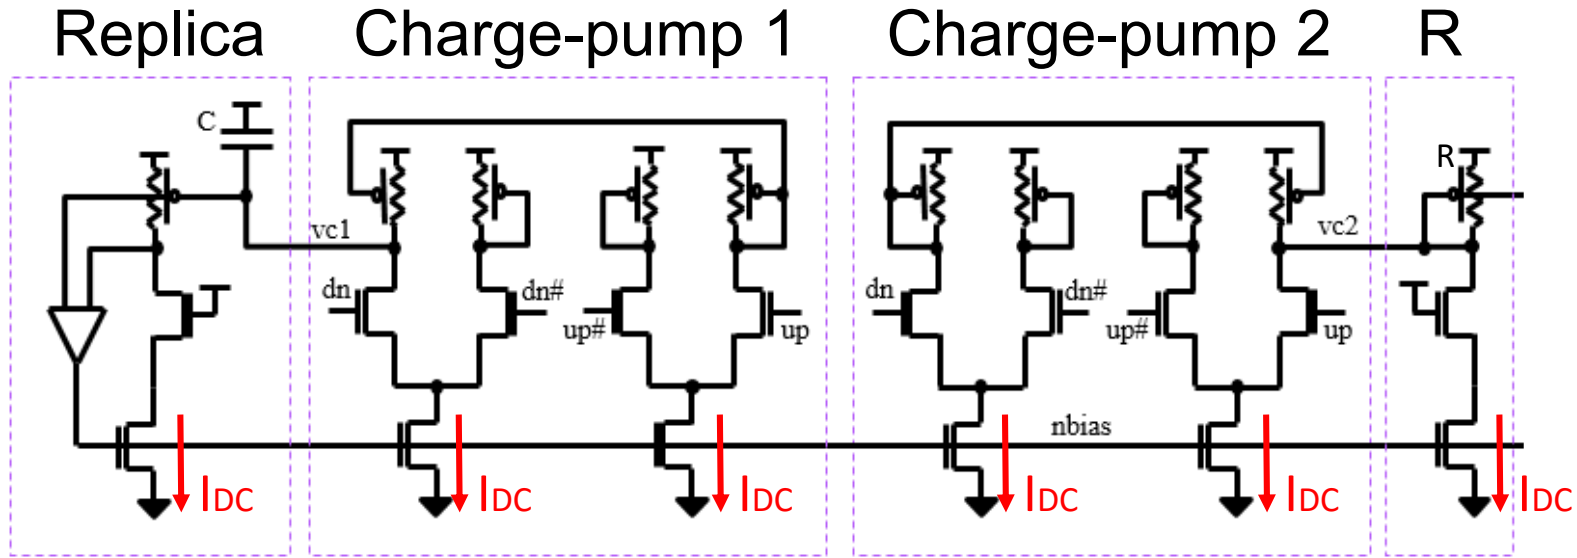 Replica
Charge-pump 1
Charge-pump 2
R
C
R
vc1
vc2
dn
dn#
up#
up
dn
dn#
up#
up
nbias
IDC
IDC
IDC
IDC
IDC
IDC